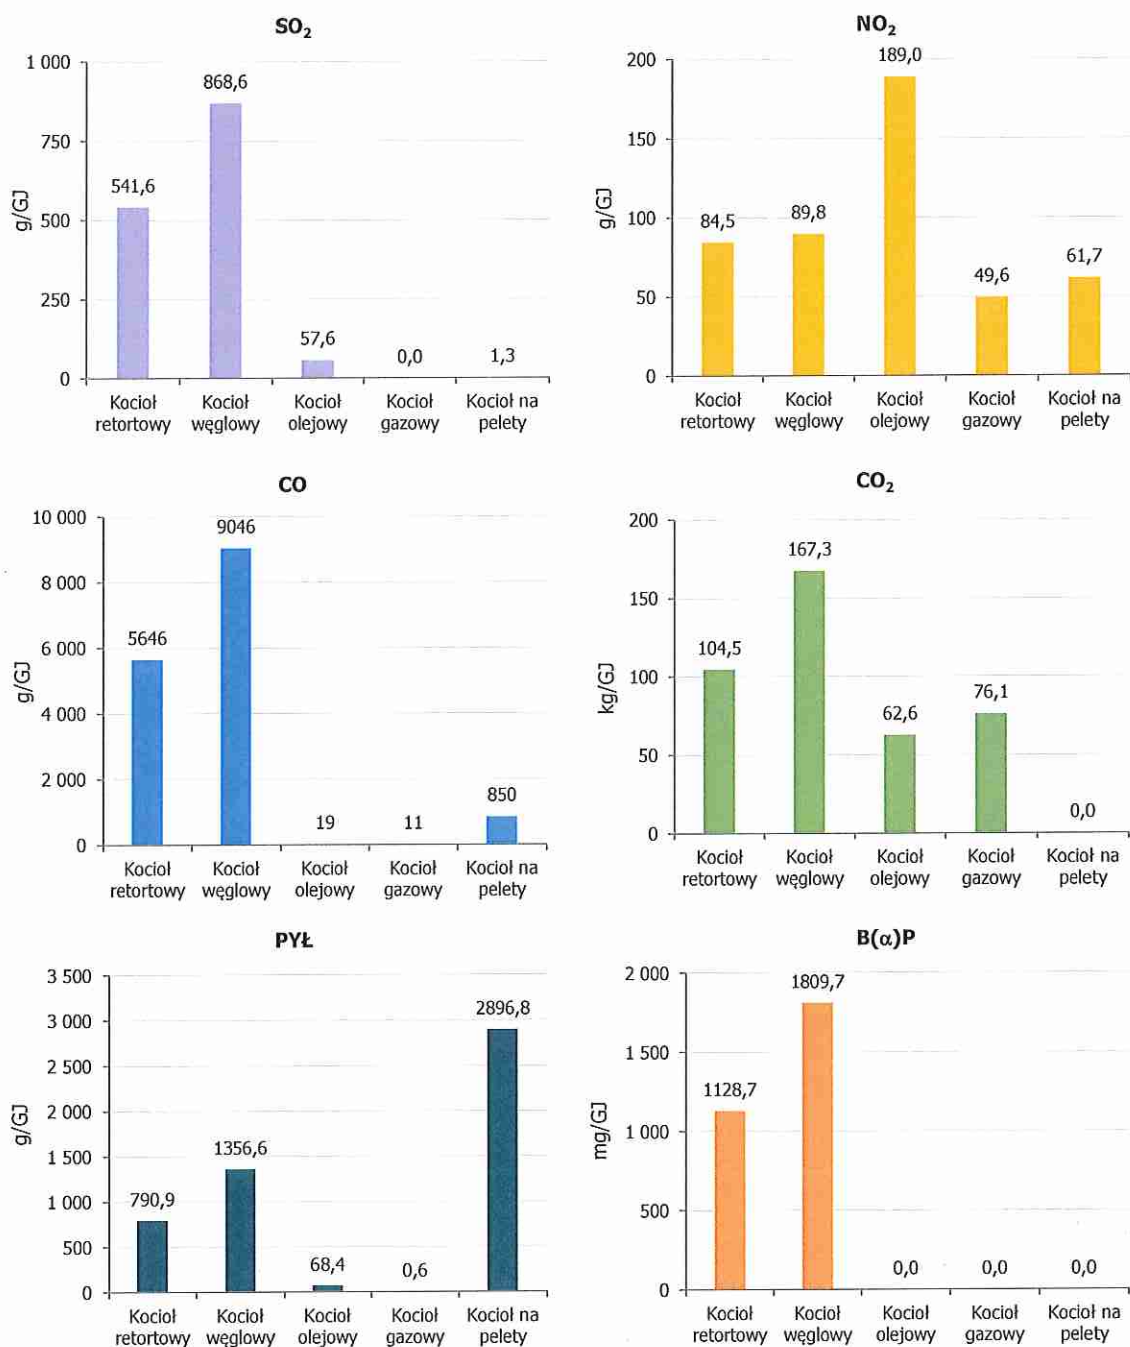 SO₂
1 000
750
500
250
0
g/GJ
541,6
868,6
57,6
0,0
1,3
Kocioł retortowy
Kocioł węglowy
Kocioł olejowy
Kocioł gazowy
Kocioł na pelety
NO₂
200
150
100
50
0
g/GJ
84,5
89,8
189,0
49,6
61,7
Kocioł retortowy
Kocioł węglowy
Kocioł olejowy
Kocioł gazowy
Kocioł na pelety
CO
10 000
8 000
6 000
4 000
2 000
0
g/GJ
5646
9046
19
11
850
Kocioł retortowy
Kocioł węglowy
Kocioł olejowy
Kocioł gazowy
Kocioł na pelety
CO₂
200
150
100
50
0
kg/GJ
104,5
167,3
62,6
76,1
0,0
Kocioł retortowy
Kocioł węglowy
Kocioł olejowy
Kocioł gazowy
Kocioł na pelety
PYŁ
3 500
3 000
2 500
2 000
1 500
1 000
500
0
g/GJ
790,9
1356,6
68,4
0,6
2896,8
Kocioł retortowy
Kocioł węglowy
Kocioł olejowy
Kocioł gazowy
Kocioł na pelety
B(α)P
2 000
1 500
1 000
500
0
mg/GJ
1128,7
1809,7
0,0
0,0
0,0
Kocioł retortowy
Kocioł węglowy
Kocioł olejowy
Kocioł gazowy
Kocioł na pelety